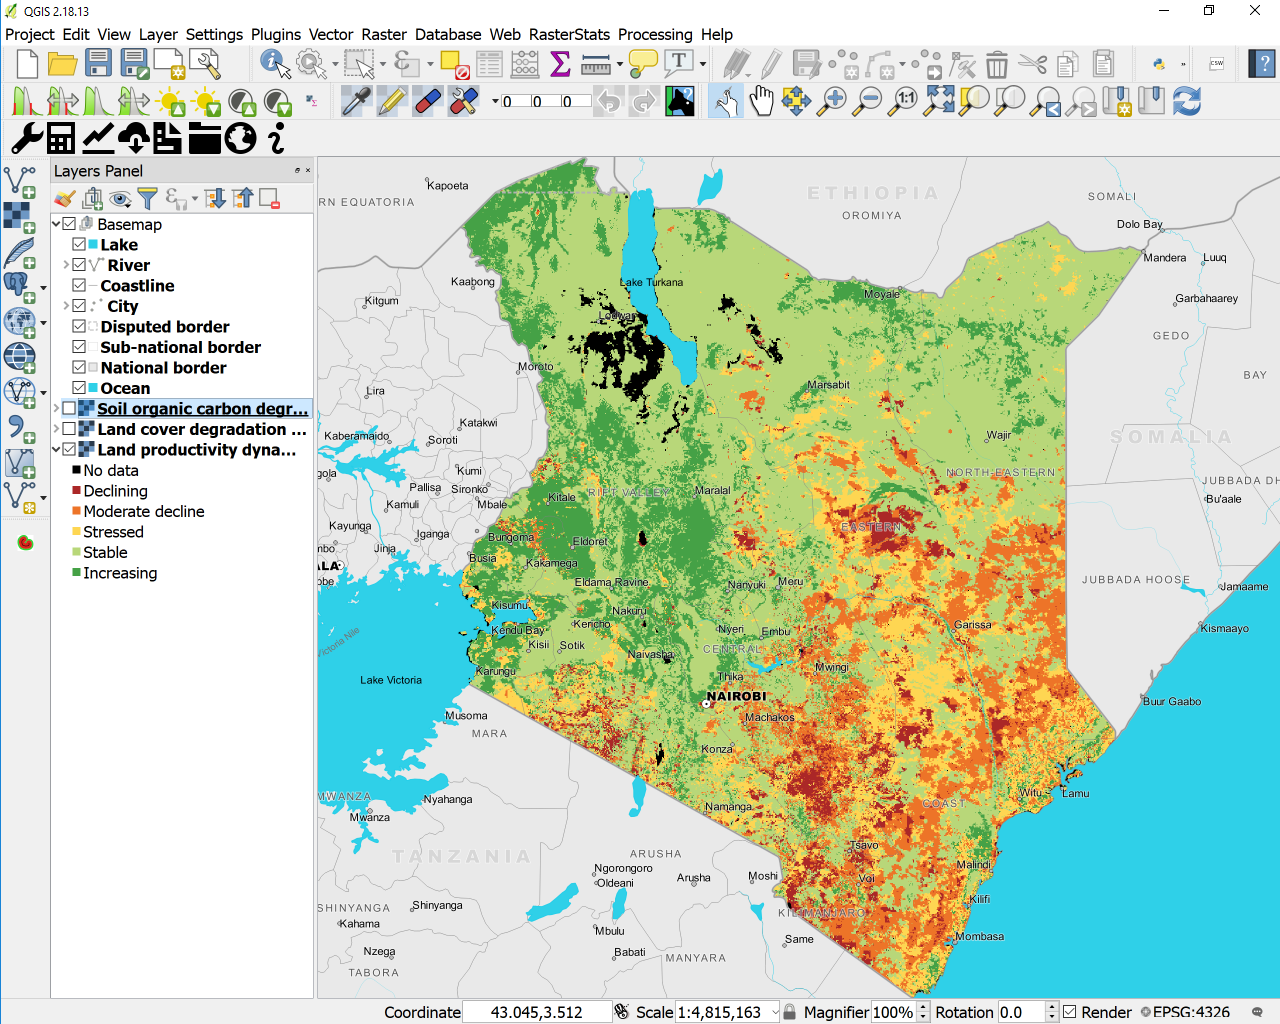 QGIS 2.18.13
Project Edit View Layer Settings Plugins Vector Raster Database Web RasterStats Processing Help
CSW
0 0 0
1:1
Layers Panel
Basemap
Lake
River
Coastline
City
Disputed border
Sub-national border
National border
Ocean
Soil organic carbon degr...
Land cover degradation ...
Land productivity dyna...
No data
Declining
Moderate decline
Stressed
Stable
Increasing
Kapoeta
RN EQUATORIA
ETHIOPIA
OROMIYA
SOMALI
Dolo Bay
Mandera
Luuq
Kaabong
Lake Turkana
Moyale
Garbahaarey
Kitgum
Lodwar
GEDO
Moroto
Marsabit
BAY
Lira
Katakwi
Kaberamaido
Soroti
Wajir
SOMALIA
Kumi
NORTH-EASTERN
gola
Pallisa
Sironko
Kitale
RIFT VALLEY
Maralal
JUBBADA DH
Kamuli
Mbale
Bu'aale
Kayunga
Iganga
Bungoma
EASTERN
nbo
Jinja
Eldoret
Busia
Kakamega
ALA
obe
Eldama Ravine
Nanyuki
Meru
JUBBADA HOOSE
Jamaame
Kisumu
Nakuru
Kericho
Nyeri
Embu
Garissa
Kismaayo
Kendu Bay
Victoria Nile
Kisii
Sotik
Naivasha
CENTRAL
Karungu
Mwingi
Lake Victoria
Thika
NAIROBI
Buur Gaabo
Musoma
Machakos
MARA
Konza
MWANZA
Nyahanga
Namanga
COAST
Witu
Lamu
Mwanza
TANZANIA
ARUSHA
Tsavo
Ngorongoro
Malindi
Oldeani
Arusha
Moshi
Voi
SHINYANGA
Shinyanga
Kilifi
KILIMANJARO
Kahama
Mbulu
Same
Mombasa
Nzega
Babati
MANYARA
TABORA
Coordinate 43.045,3.512 Scale 1:4,815,163 Magnifier 100% Rotation 0.0 Render EPSG:4326